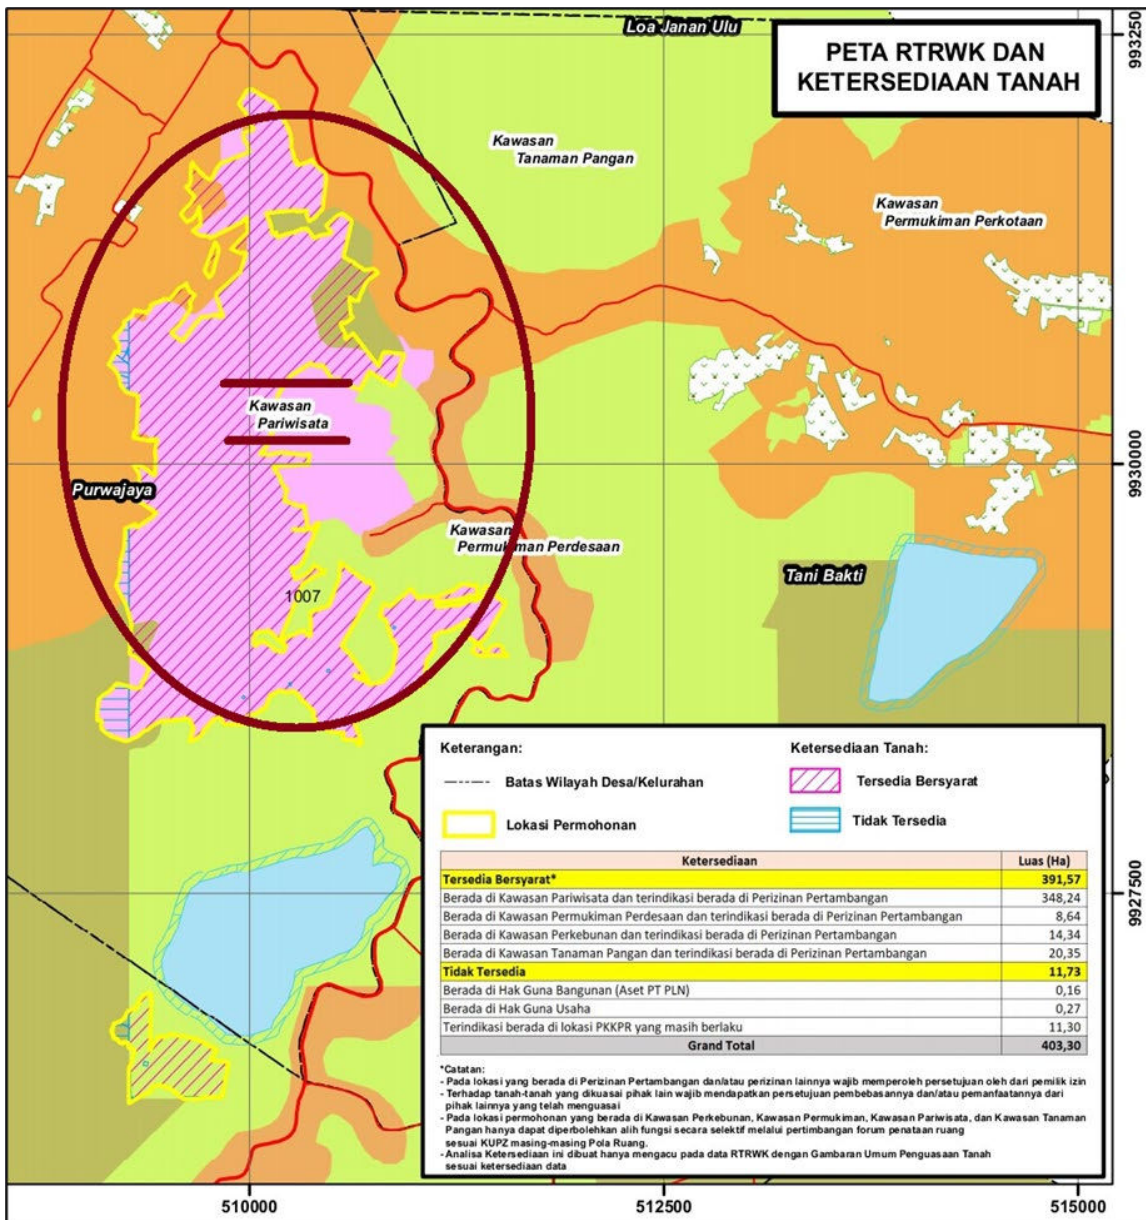 PETA RTRWK DAN
KETERSEDIAAN TANAH
Loa Janan Ulu
Kawasan
Tanaman Pangan
Kawasan
Permukiman Perkotaan
Kawasan
Pariwisata
Purwajaya
Kawasan
Permukiman Perdesaan
Tani Bakti
1007
993250
9930000
9927500
Keterangan:
Batas Wilayah Desa/Kelurahan
Lokasi Permohonan
Ketersediaan Tanah:
Tersedia Bersyarat
Tidak Tersedia
Ketersediaan Luas (Ha)
Tersedia Bersyarat* 391,57
Berada di Kawasan Pariwisata dan terindikasi berada di Perizinan Pertambangan 348,24
Berada di Kawasan Permukiman Perdesaan dan terindikasi berada di Perizinan Pertambangan 8,64
Berada di Kawasan Perkebunan dan terindikasi berada di Perizinan Pertambangan 14,34
Berada di Kawasan Tanaman Pangan dan terindikasi berada di Perizinan Pertambangan 20,35
Tidak Tersedia 11,73
Berada di Hak Guna Bangunan (Aset PT PLN) 0,16
Berada di Hak Guna Usaha 0,27
Terindikasi berada di lokasi PKKPR yang masih berlaku 11,30
Grand Total 403,30
*Catatan:
- Pada lokasi yang berada di Perizinan Pertambangan dan/atau perizinan lainnya wajib memperoleh persetujuan oleh dari pemilik izin
- Terhadap tanah-tanah yang dikuasai pihak lain wajib mendapatkan persetujuan pembebasannya dan/atau pemanfaatannya dari
pihak lainnya yang telah menguasai
- Pada lokasi permohonan yang berada di Kawasan Perkebunan, Kawasan Permukiman, Kawasan Pariwisata, dan Kawasan Tanaman
Pangan hanya dapat diperbolehkan alih fungsi secara selektif melalui pertimbangan forum penataan ruang
sesuai KUPZ masing-masing Pola Ruang.
- Analisa Ketersediaan ini dibuat hanya mengacu pada data RTRWK dengan Gambaran Umum Penguasaan Tanah
sesuai ketersediaan data
510000
512500
515000